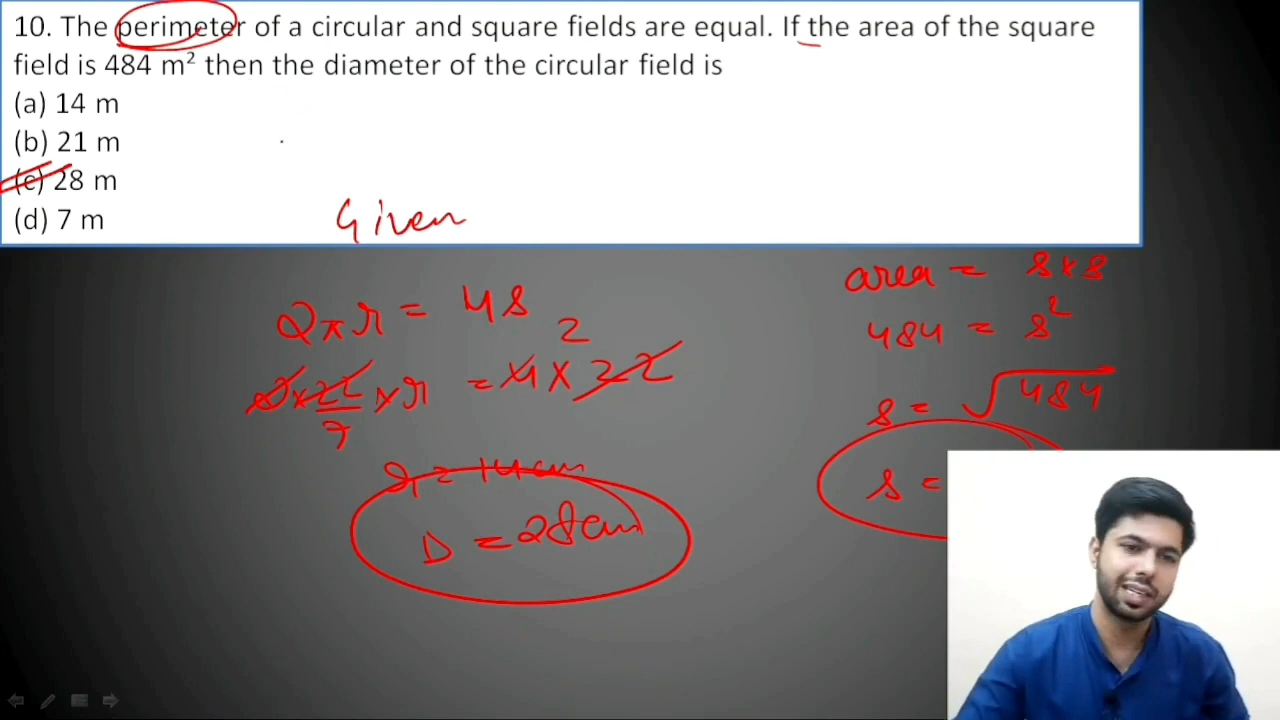 10. The perimeter of a circular and square fields are equal. If the area of the square
field is 484 m² then the diameter of the circular field is
(a) 14 m
(b) 21 m
(c) 28 m
(d) 7 m
Given
2πr = 4s
2
2×22/7 ×r = 4×22
r = 14cm
D = 28cm
area = s×s
484 = s²
s = √484
s =